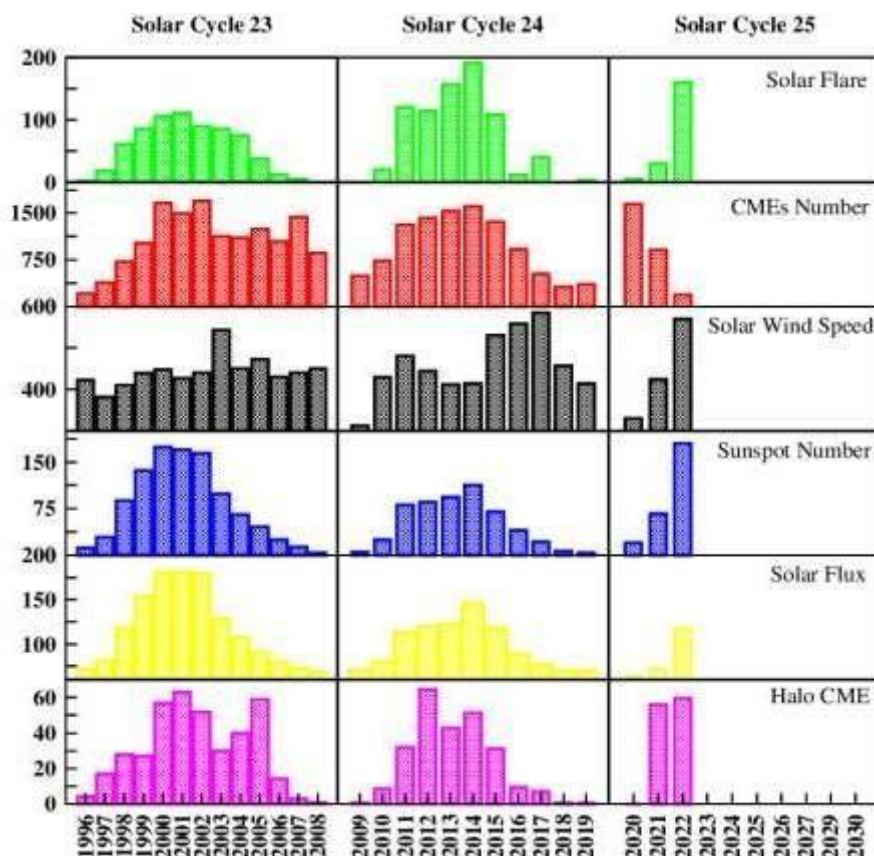 Solar Cycle 23 Solar Cycle 24 Solar Cycle 25
200
Solar Flare
100
0
1500
CMEs Number
750
600
Solar Wind Speed
400
Sunspot Number
150
75
200
Solar Flux
150
100
60
Halo CME
40
20
0
1996 1997 1998 1999 2000 2001 2002 2003 2004 2005 2006 2007 2008 2009 2010 2011 2012 2013 2014 2015 2016 2017 2018 2019 2020 2021 2022 2023 2024 2025 2026 2027 2029 2030